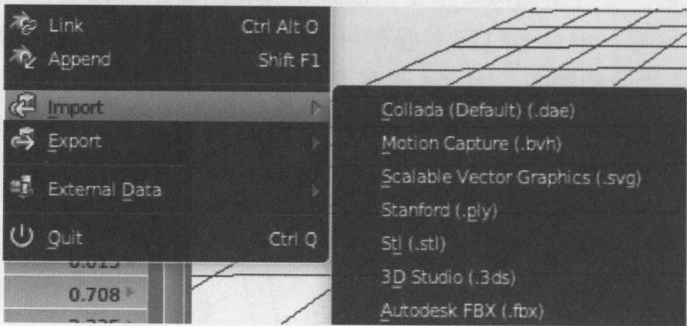 Link Ctrl Alt O
Append Shift F1
Import
Export
External Data
Quit Ctrl Q
Collada (Default) (.dae)
Motion Capture (.bvh)
Scalable Vector Graphics (.svg)
Stanford (.ply)
Stl (.stl)
3D Studio (.3ds)
Autodesk FBX (.fbx)
0.708